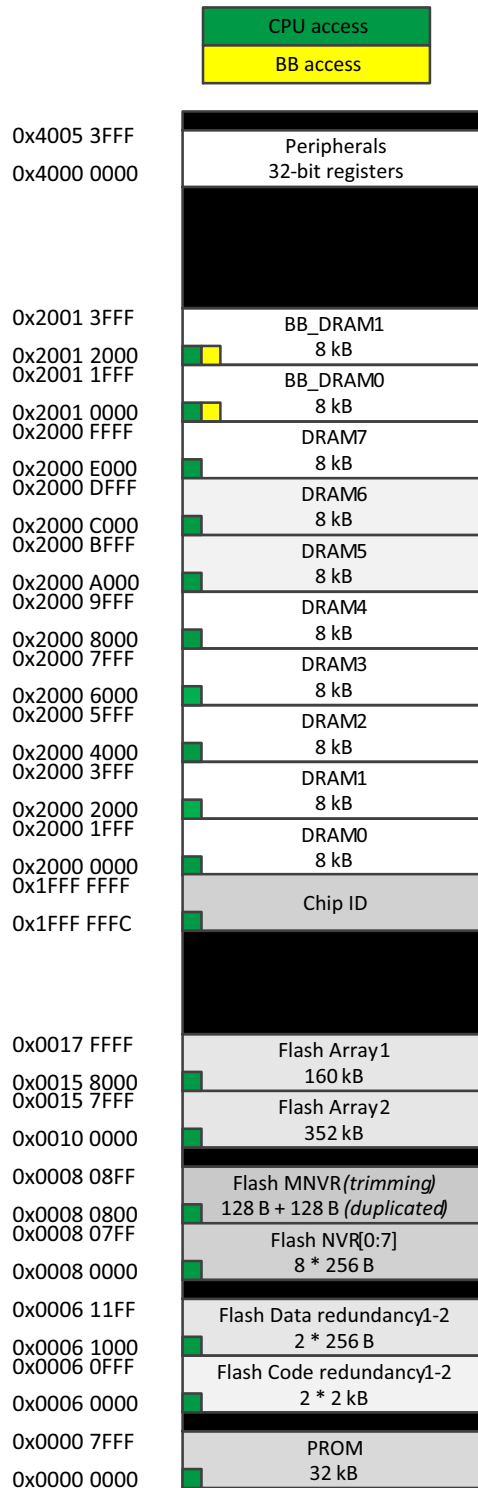 CPU access
BB access
0x4005 3FFF
Peripherals
0x4000 0000
32-bit registers
0x2001 3FFF
BB_DRAM1
0x2001 2000
8 kB
0x2001 1FFF
BB_DRAM0
0x2001 0000
8 kB
0x2000 FFFF
DRAM7
0x2000 E000
8 kB
0x2000 DFFF
DRAM6
0x2000 C000
8 kB
0x2000 BFFF
DRAM5
0x2000 A000
8 kB
0x2000 9FFF
DRAM4
0x2000 8000
8 kB
0x2000 7FFF
DRAM3
0x2000 6000
8 kB
0x2000 5FFF
DRAM2
0x2000 4000
8 kB
0x2000 3FFF
DRAM1
0x2000 2000
8 kB
0x2000 1FFF
DRAM0
0x2000 0000
8 kB
0x1FFF FFFF
Chip ID
0x1FFF FFFC
0x0017 FFFF
Flash Array1
0x0015 8000
160 kB
0x0015 7FFF
Flash Array2
0x0010 0000
352 kB
0x0008 08FF
Flash MNVR (trimming)
0x0008 0800
128 B + 128 B (duplicated)
0x0008 07FF
Flash NVR[0:7]
0x0008 0000
8 * 256 B
0x0006 11FF
Flash Data redundancy1-2
0x0006 1000
2 * 256 B
0x0006 0FFF
Flash Code redundancy1-2
0x0006 0000
2 * 2 kB
0x0000 7FFF
PROM
0x0000 0000
32 kB